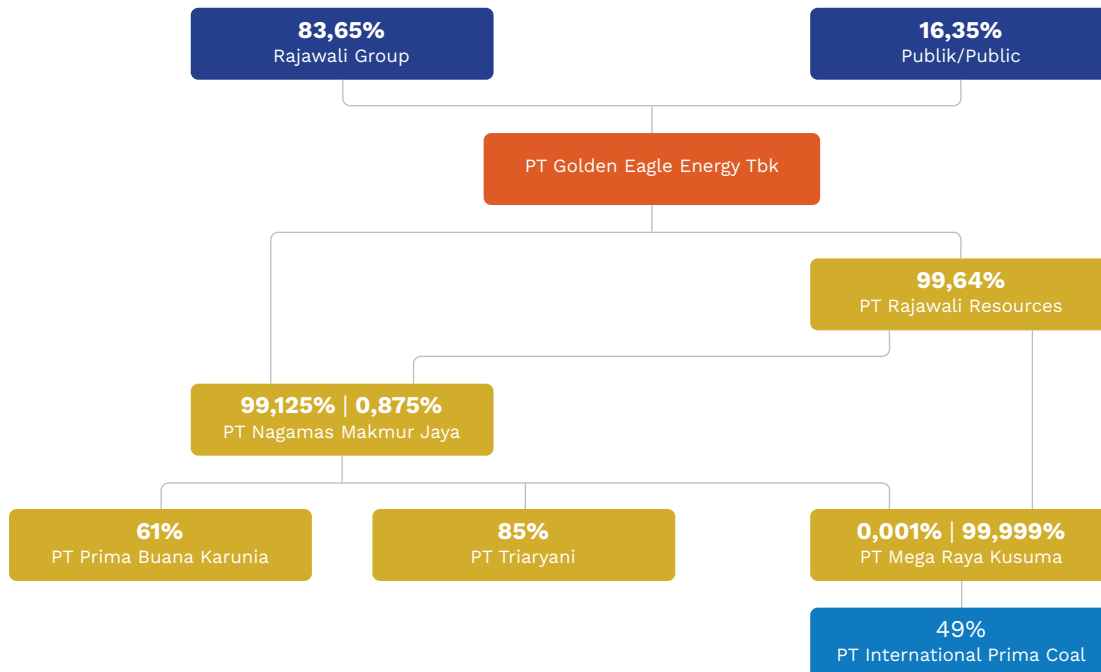 83,65%
Rajawali Group
16,35%
Publik/Public
PT Golden Eagle Energy Tbk
99,64%
PT Rajawali Resources
99,125% | 0,875%
PT Nagamas Makmur Jaya
61%
PT Prima Buana Karunia
85%
PT Triaryani
0,001% | 99,999%
PT Mega Raya Kusuma
49%
PT International Prima Coal